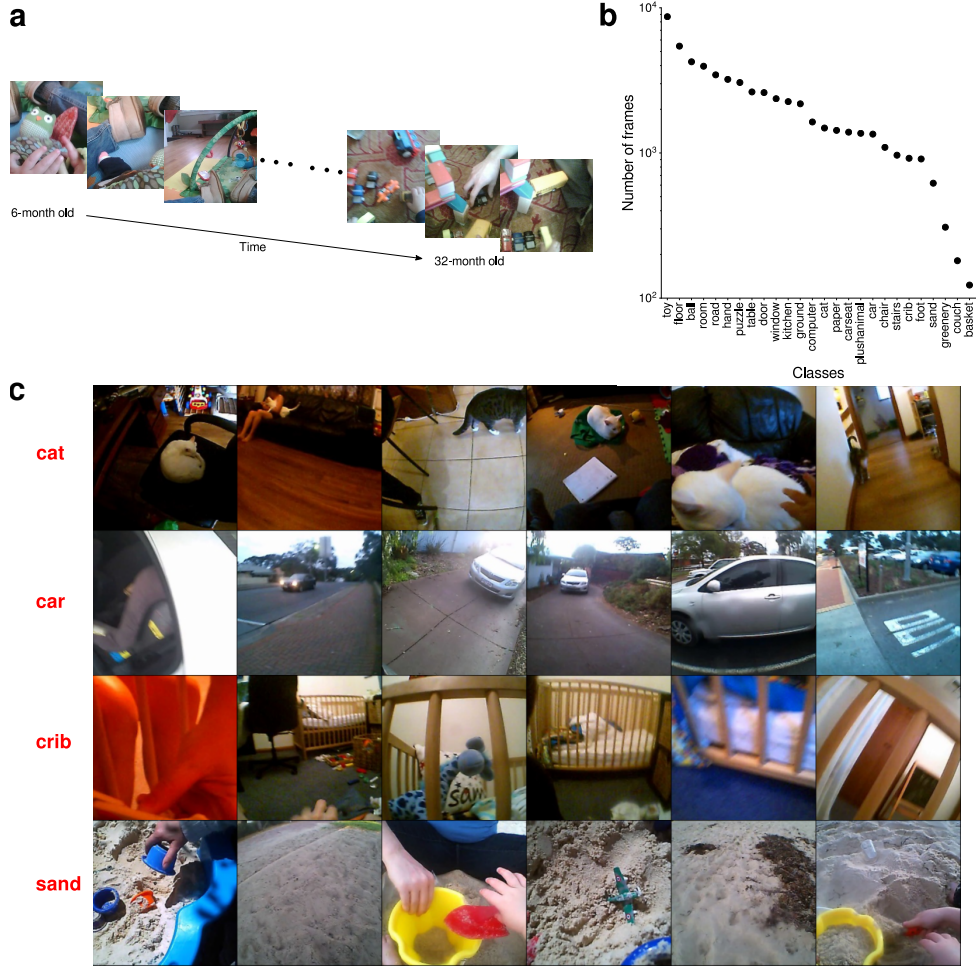 a
6-month old
Time
32-month old
b
Number of frames
10^4
10^3
10^2
toy
floor
ball
room
road
hand
puzzle
table
door
window
kitchen
ground
computer
cat
paper
carseat
plushanimal
car
chair
stairs
crib
foot
sand
greenery
couch
basket
Classes
c
cat
car
crib
sand